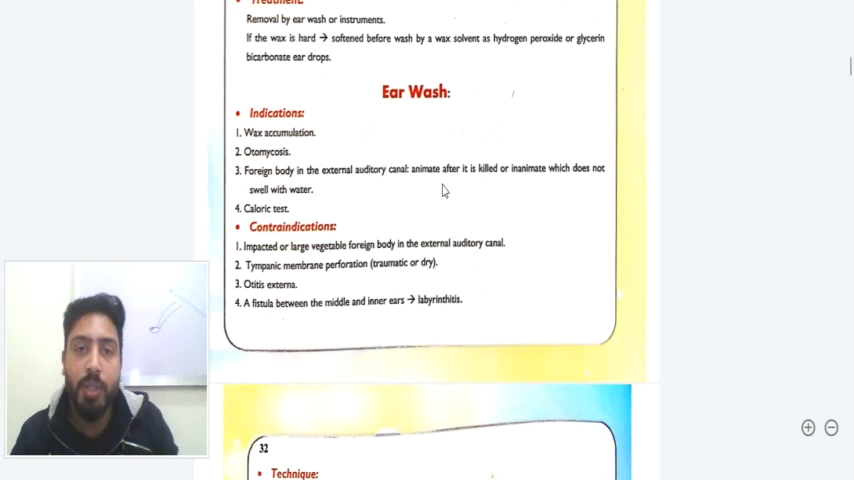 Treatment:
Removal by ear wash or instruments.
If the wax is hard → softened before wash by a wax solvent as hydrogen peroxide or glycerin
bicarbonate ear drops.
Ear Wash:
• Indications:
1. Wax accumulation.
2. Otomycosis.
3. Foreign body in the external auditory canal: animate after it is killed or inanimate which does not
swell with water.
4. Caloric test.
• Contraindications:
1. Impacted or large vegetable foreign body in the external auditory canal.
2. Tympanic membrane perforation (traumatic or dry).
3. Otitis externa.
4. A fistula between the middle and inner ears → labyrinthitis.
32
• Technique: